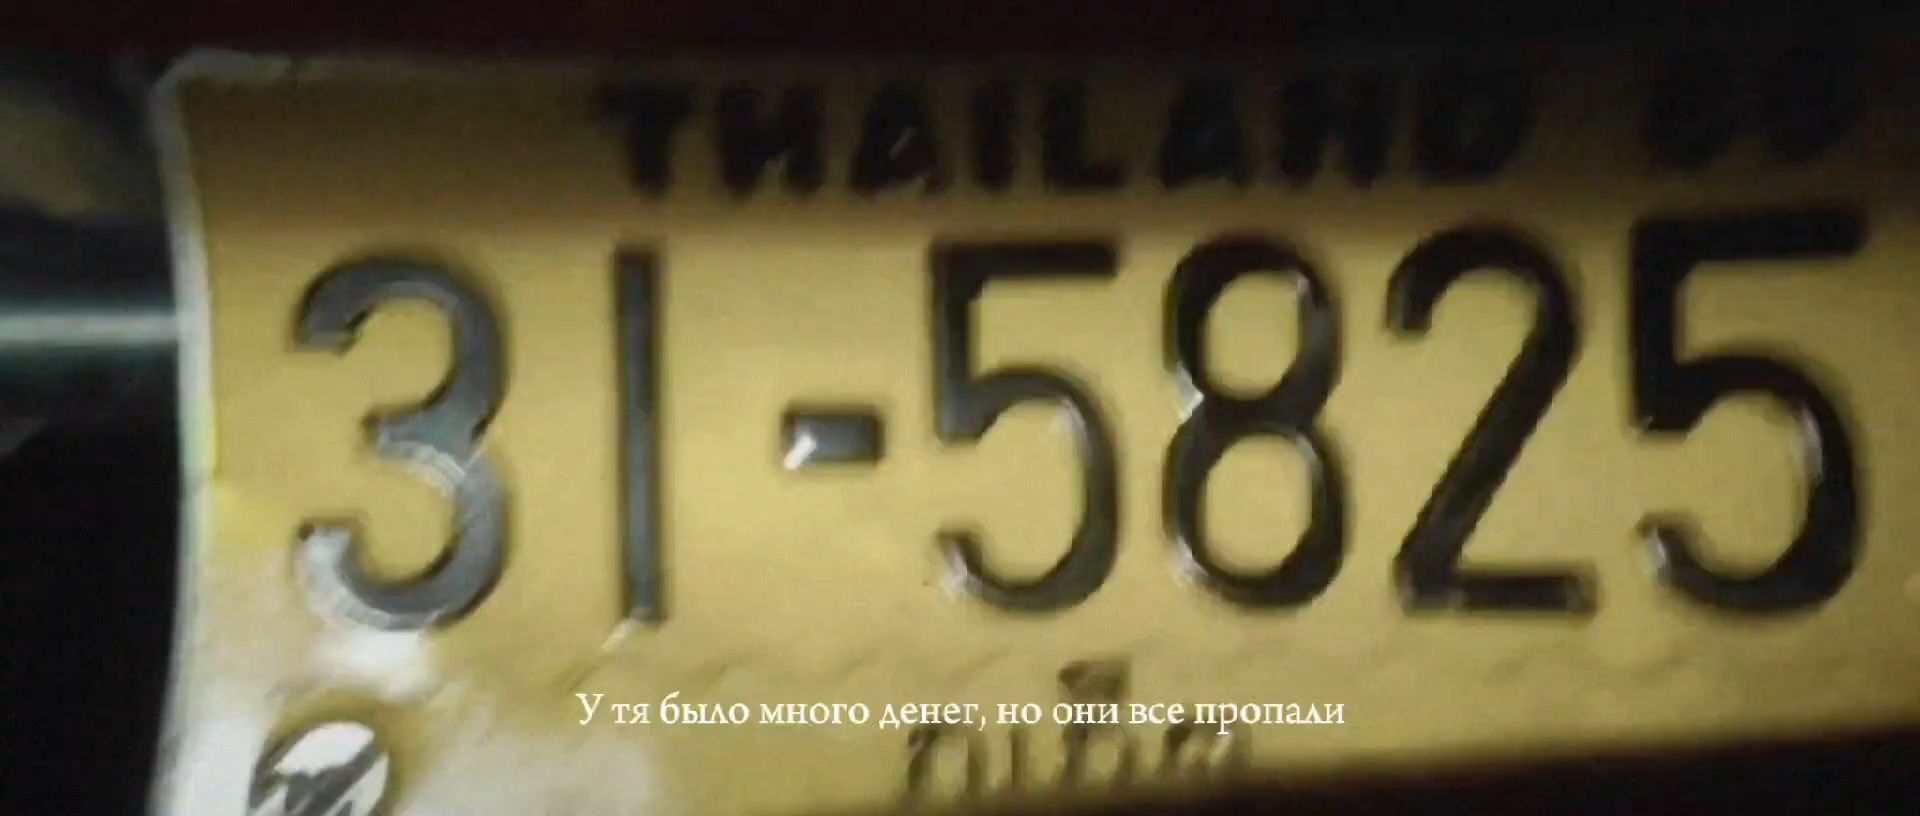 THAILAND
31-5825
У тя было много денег, но они все пропали